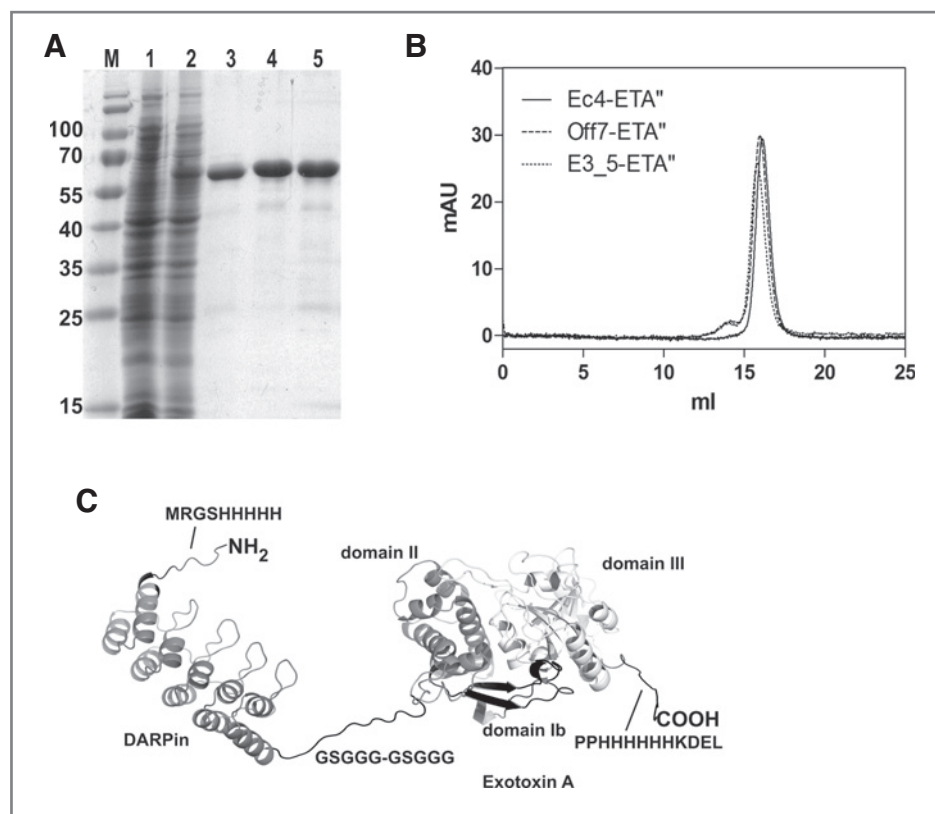 A
M 1 2 3 4 5
100
70
55
40
35
25
15
B
40
30
20
10
0
mAU
Ec4-ETA"
Off7-ETA"
E3_5-ETA"
0 5 10 15 20 25
ml
C
MRGSHHHHH
NH2
domain II
domain III
DARPin
GSGGG-GSGGG
domain Ib
COOH
PPHHHHHHKDEL
Exotoxin A